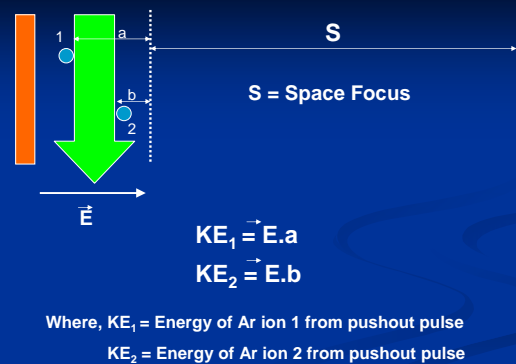 1
a
S
b
2
S = Space Focus
E
KE₁ = E.a
KE₂ = E.b
Where, KE₁ = Energy of Ar ion 1 from pushout pulse
KE₂ = Energy of Ar ion 2 from pushout pulse